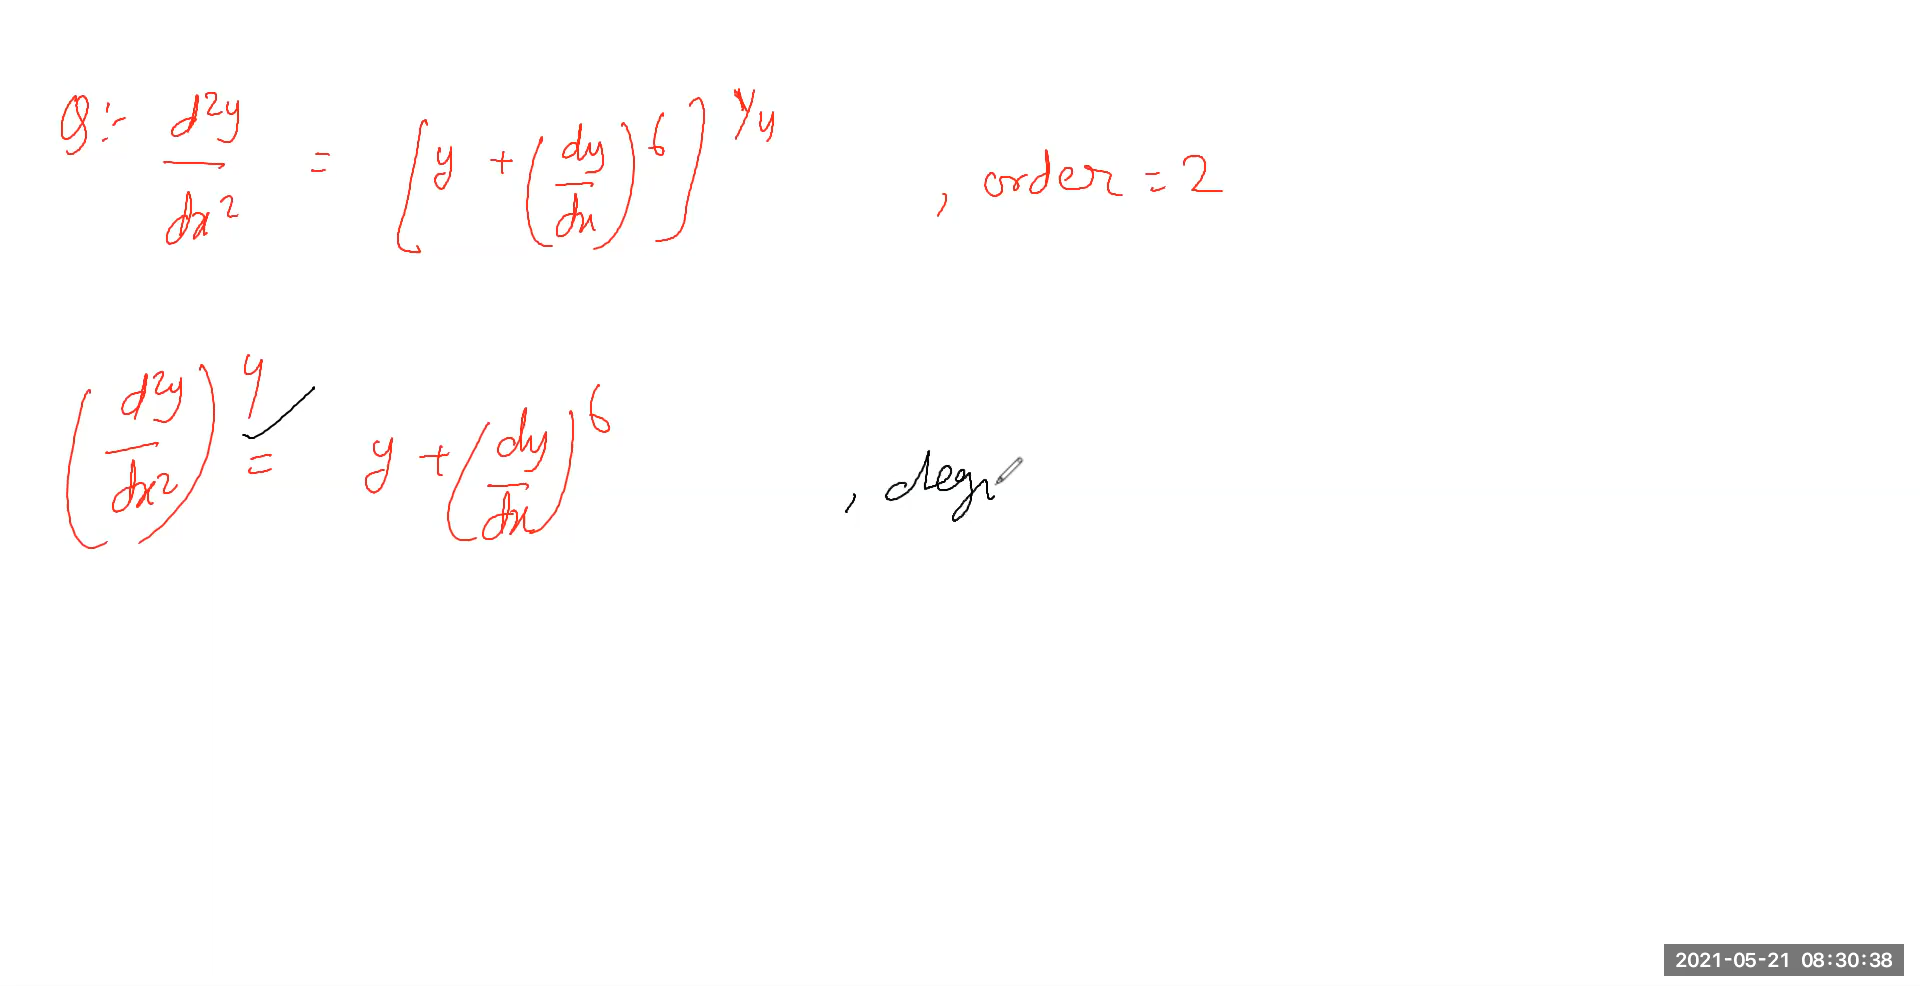 Q:- d²y/dx² = [y + (dy/dx)⁶]^1/4 , order = 2
(d²y/dx²)⁴ = y + (dy/dx)⁶ , degr
2021-05-21 08:30:38